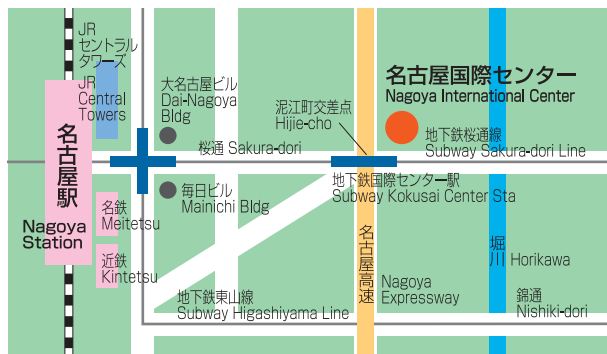 JR
セントラル
タワーズ
JR
Central
Towers
大名古屋ビル
Dai-Nagoya
Bldg
泥江町交差点
Hijie-cho
名古屋国際センター
Nagoya International Center
地下鉄桜通線
Subway Sakura-dori Line
桜通 Sakura-dori
名古屋駅
Nagoya
Station
名鉄
Meitetsu
近鉄
Kintetsu
毎日ビル
Mainichi Bldg
地下鉄国際センター駅
Subway Kokusai Center Sta
名古屋高速
Nagoya
Expressway
堀川 Horikawa
地下鉄東山線
Subway Higashiyama Line
錦通
Nishiki-dori